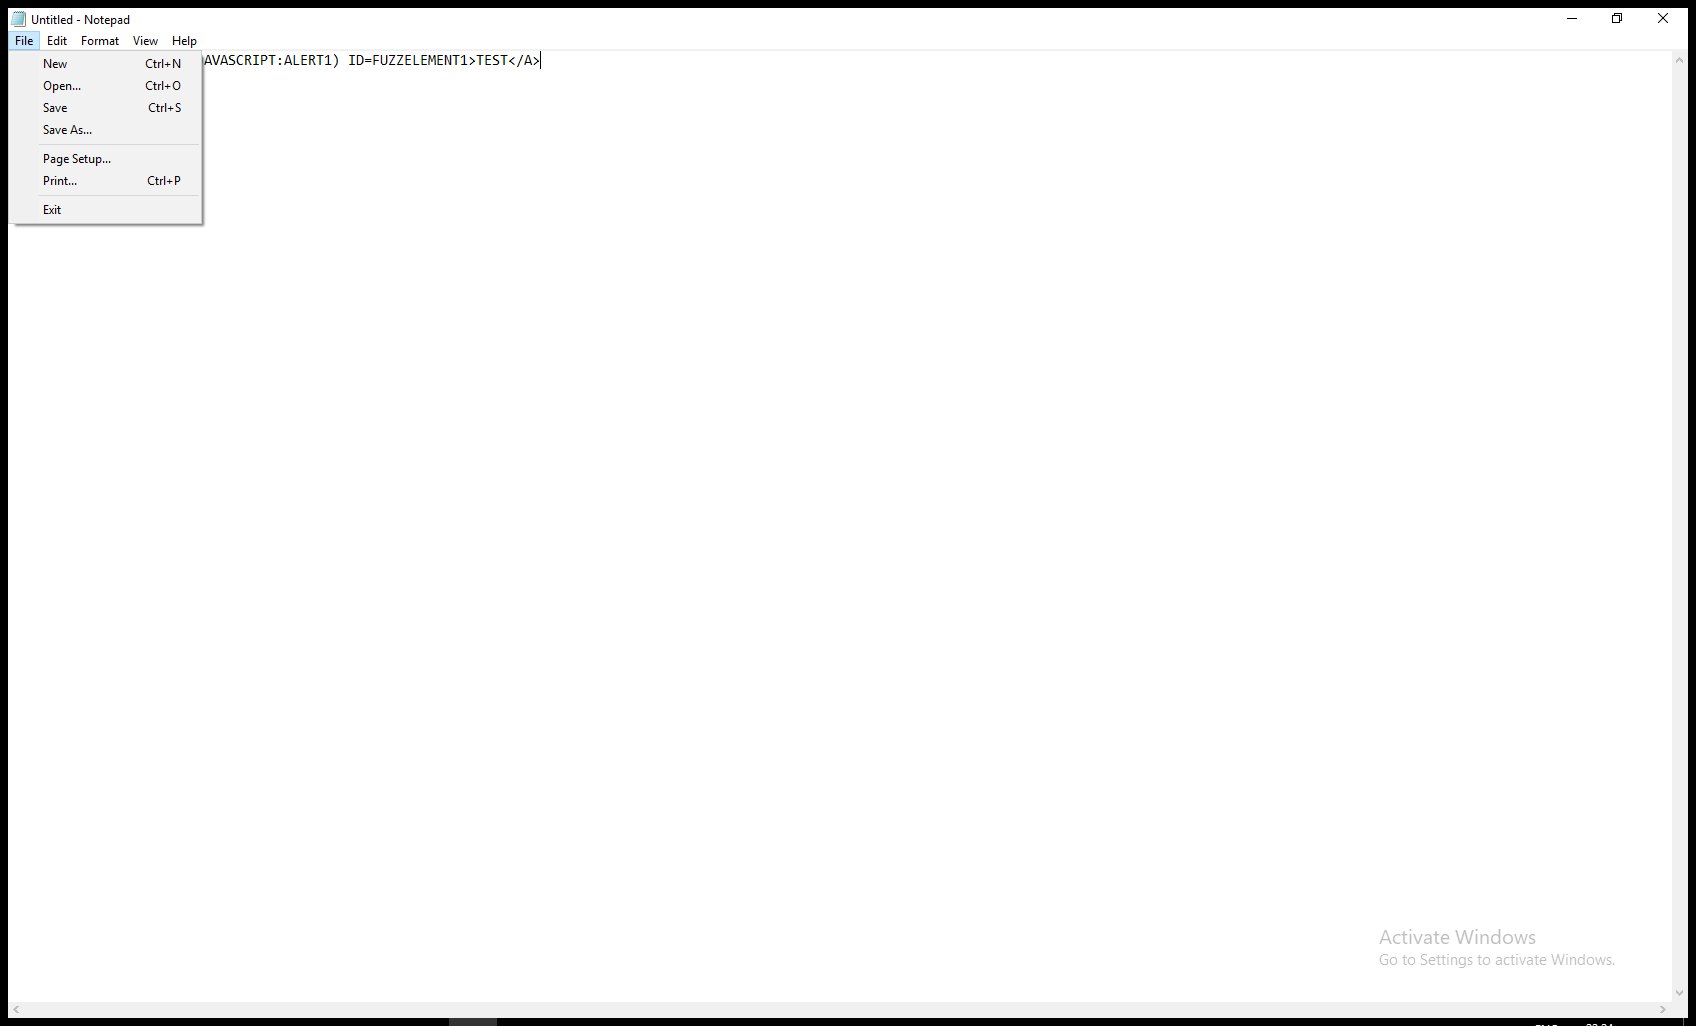 Untitled - Notepad
File Edit Format View Help
AVASCRIPT:ALERT1) ID=FUZZELEMENT1>TEST</A>
New Ctrl+N
Open... Ctrl+O
Save Ctrl+S
Save As...
Page Setup...
Print... Ctrl+P
Exit
Activate Windows
Go to Settings to activate Windows.